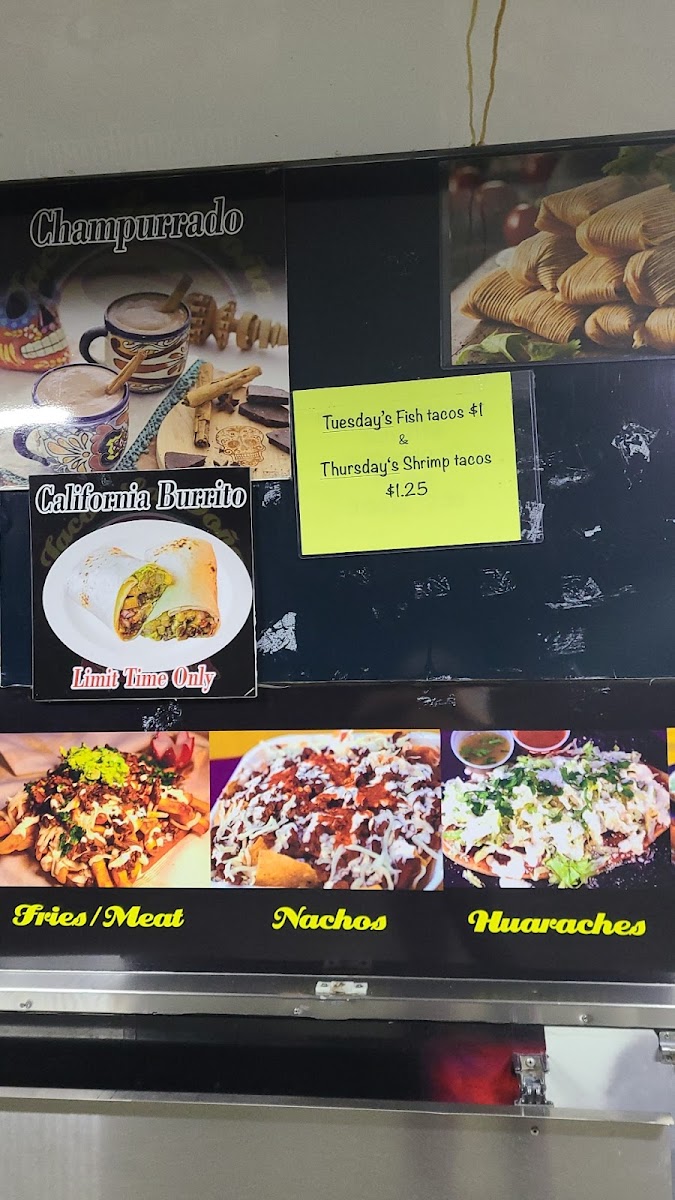 Champurrado
Tuesday's Fish tacos $1
&
Thursday's Shrimp tacos
$1.25
California Burrito
Limit Time Only
Fries/Meat
Nachos
Huaraches